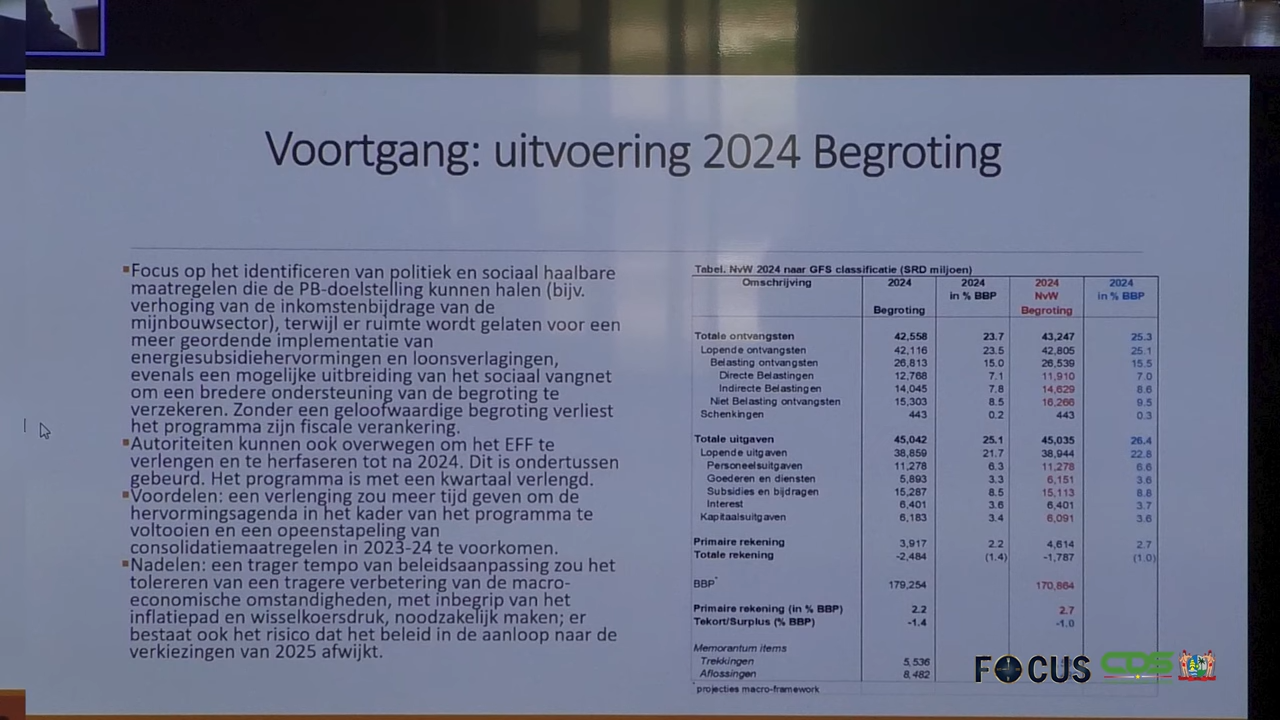 Voortgang: uitvoering 2024 Begroting
▪Focus op het identificeren van politiek en sociaal haalbare
maatregelen die de PB-doelstelling kunnen halen (bijv.
verhoging van de inkomstenbijdrage van de
mijnbouwsector), terwijl er ruimte wordt gelaten voor een
meer geordende implementatie van
energiesubsidiehervormingen en loonsverlagingen,
evenals een mogelijke uitbreiding van het sociaal vangnet
om een bredere ondersteuning van de begroting te
verzekeren. Zonder een geloofwaardige begroting verliest
het programma zijn fiscale verankering.
▪Autoriteiten kunnen ook overwegen om het EFF te
verlengen en te herfaseren tot na 2024. Dit is ondertussen
gebeurd. Het programma is met een kwartaal verlengd.
▪Voordelen: een verlenging zou meer tijd geven om de
hervormingsagenda in het kader van het programma te
voltooien en een opeenstapeling van
consolidatiemaatregelen in 2023-24 te voorkomen.
▪Nadelen: een trager tempo van beleidsaanpassing zou het
tolereren van een tragere verbetering van de macro-
economische omstandigheden, met inbegrip van het
inflatiepad en wisselkoersdruk, noodzakelijk maken; er
bestaat ook het risico dat het beleid in de aanloop naar de
verkiezingen van 2025 afwijkt.
Tabel. NvW 2024 naar GFS classificatie (SRD miljoen)
Omschrijving 2024 2024 2024 2024
in % BBP NvW in % BBP
Begroting Begroting
Totale ontvangsten 42,558 23.7 43,247 25.3
Lopende ontvangsten 42,116 23.5 42,805 25.1
Belasting ontvangsten 26,813 15.0 26,539 15.5
Directe Belastingen 12,768 7.1 11,910 7.0
Indirecte Belastingen 14,045 7.8 14,629 8.6
Niet Belasting ontvangsten 15,303 8.5 16,266 9.5
Schenkingen 443 0.2 443 0.3
Totale uitgaven 45,042 25.1 45,035 26.4
Lopende uitgaven 38,859 21.7 38,944 22.8
Personeelsuitgaven 11,278 6.3 11,278 6.6
Goederen en diensten 5,893 3.3 6,151 3.6
Subsidies en bijdragen 15,287 8.5 15,113 8.8
Interest 6,401 3.6 6,401 3.7
Kapitaalsuitgaven 6,183 3.4 6,091 3.6
Primaire rekening 3,917 2.2 4,614 2.7
Totale rekening -2,484 (1.4) -1,787 (1.0)
BBP* 179,254 170,864
Primaire rekening (in % BBP) 2.2 2.7
Tekort/Surplus (% BBP) -1.4 -1.0
Memorantum items
Trekkingen 5,536
Aflossingen 8,482
*projecties macro-framework
FOCUS CDS